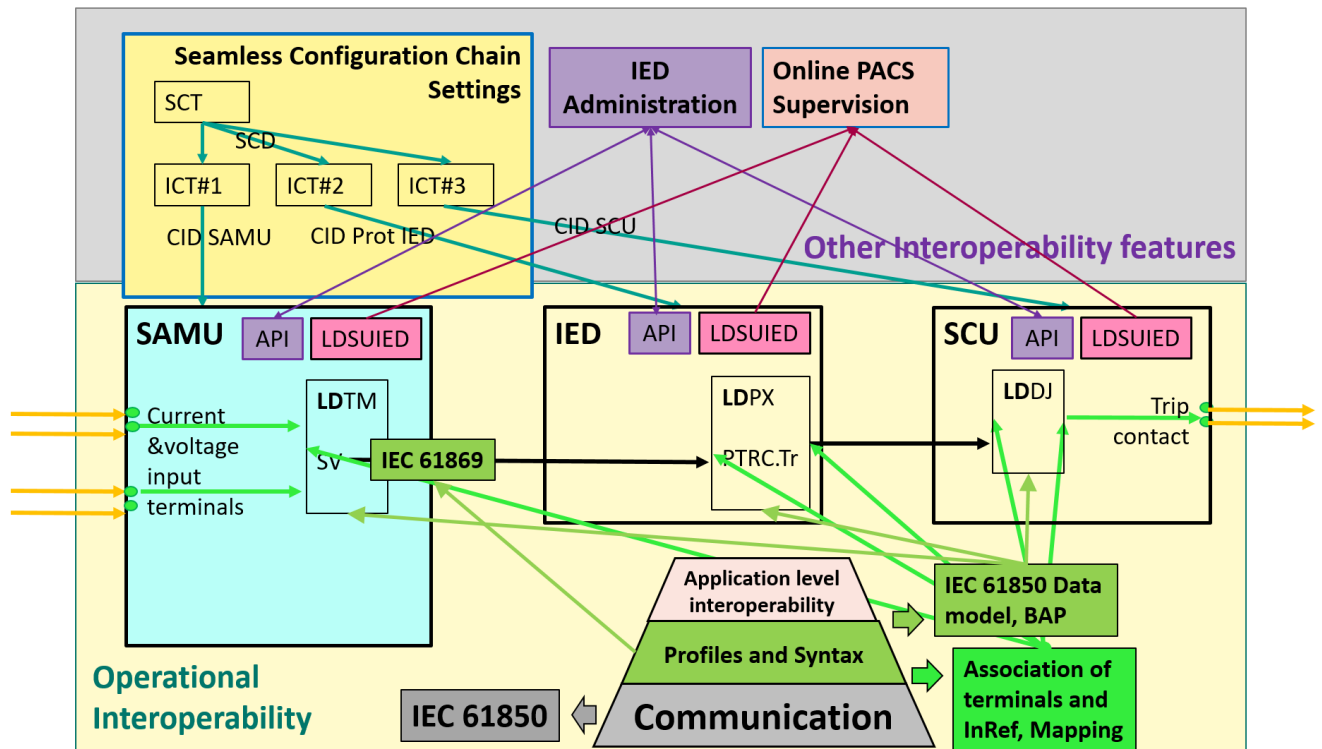 Seamless Configuration Chain
Settings
SCT
SCD
ICT#1
ICT#2
ICT#3
CID SAMU
CID Prot IED
CID SCU
IED
Administration
Online PACS
Supervision
Other Interoperability features
SAMU
API
LDSUIED
IED
API
LDSUIED
SCU
API
LDSUIED
Current
&voltage
input
terminals
LDTM
SV
IEC 61869
LDPX
PTRC.Tr
LDDJ
Trip
contact
Application level
interoperability
Profiles and Syntax
Communication
IEC 61850 Data
model, BAP
Association of
terminals and
InRef, Mapping
IEC 61850
Operational
Interoperability